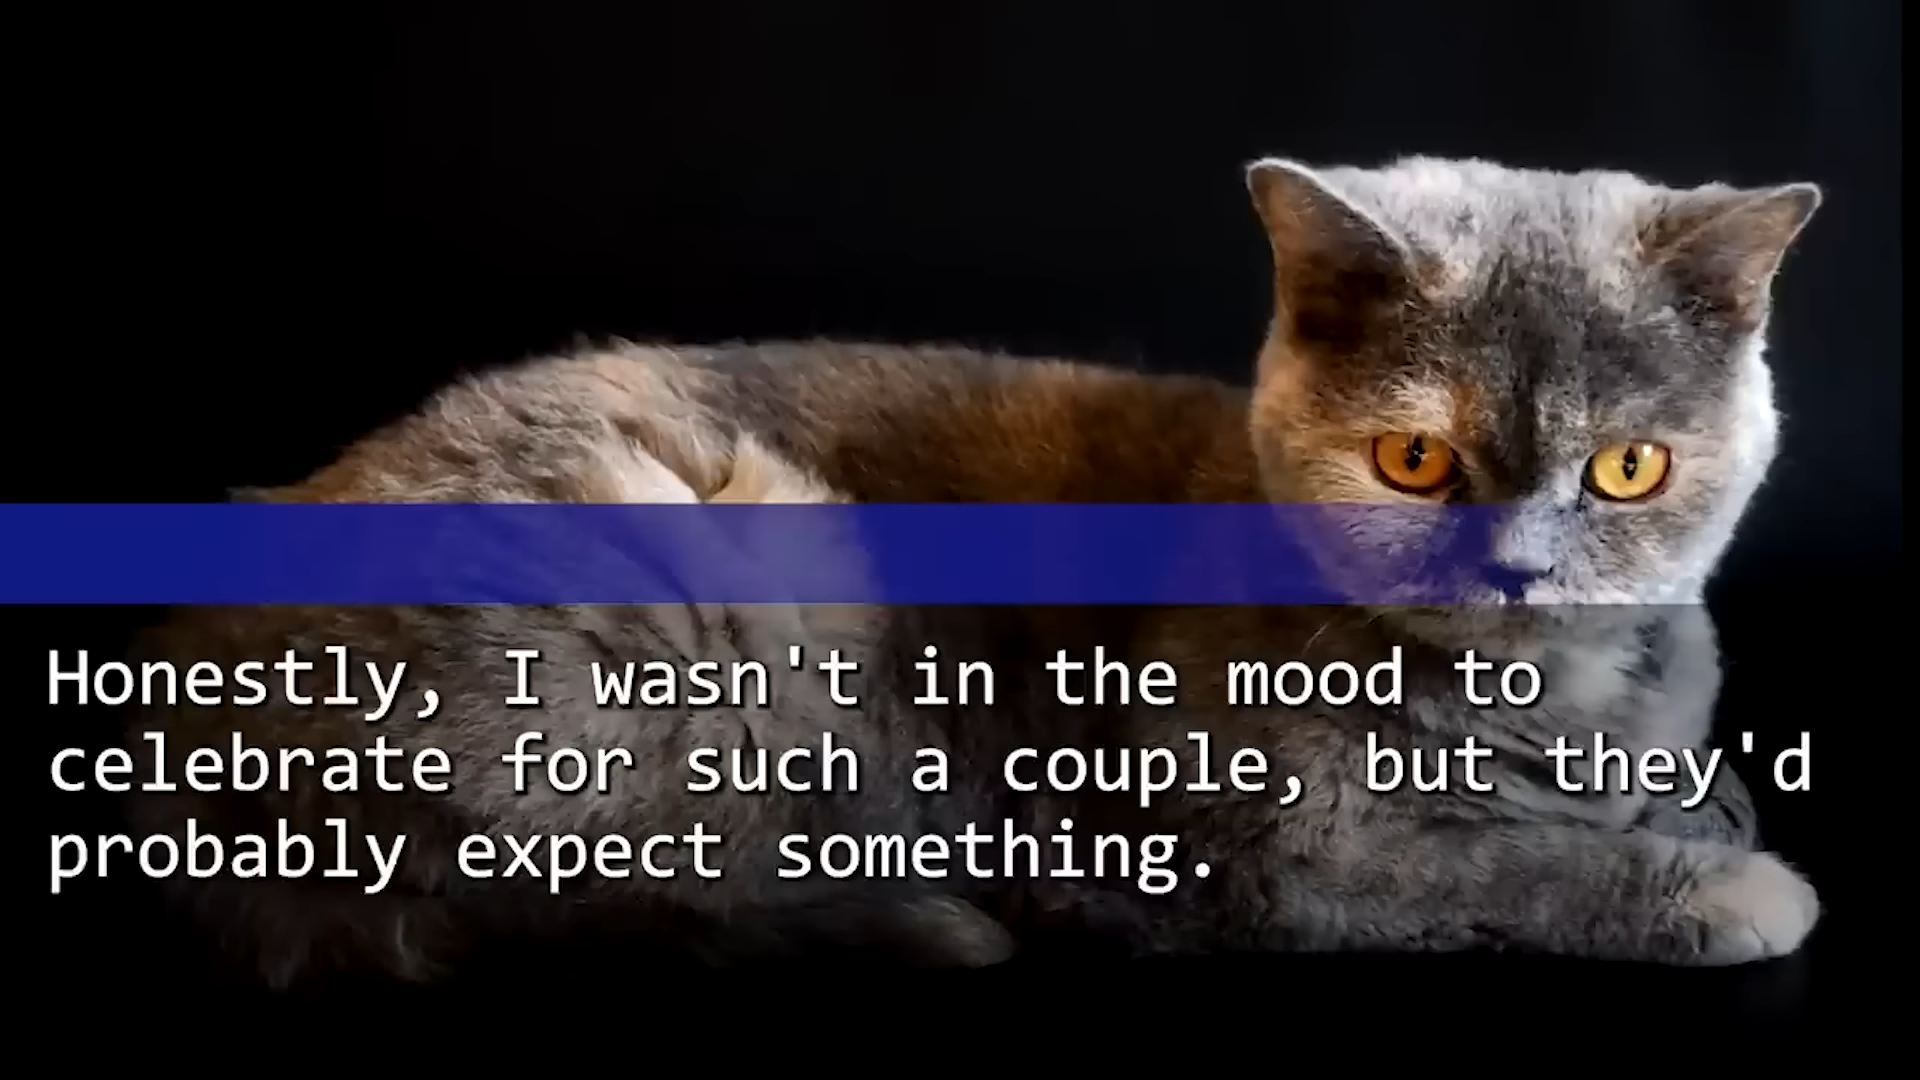 Honestly, I wasn't in the mood to
celebrate for such a couple, but they'd
probably expect something.